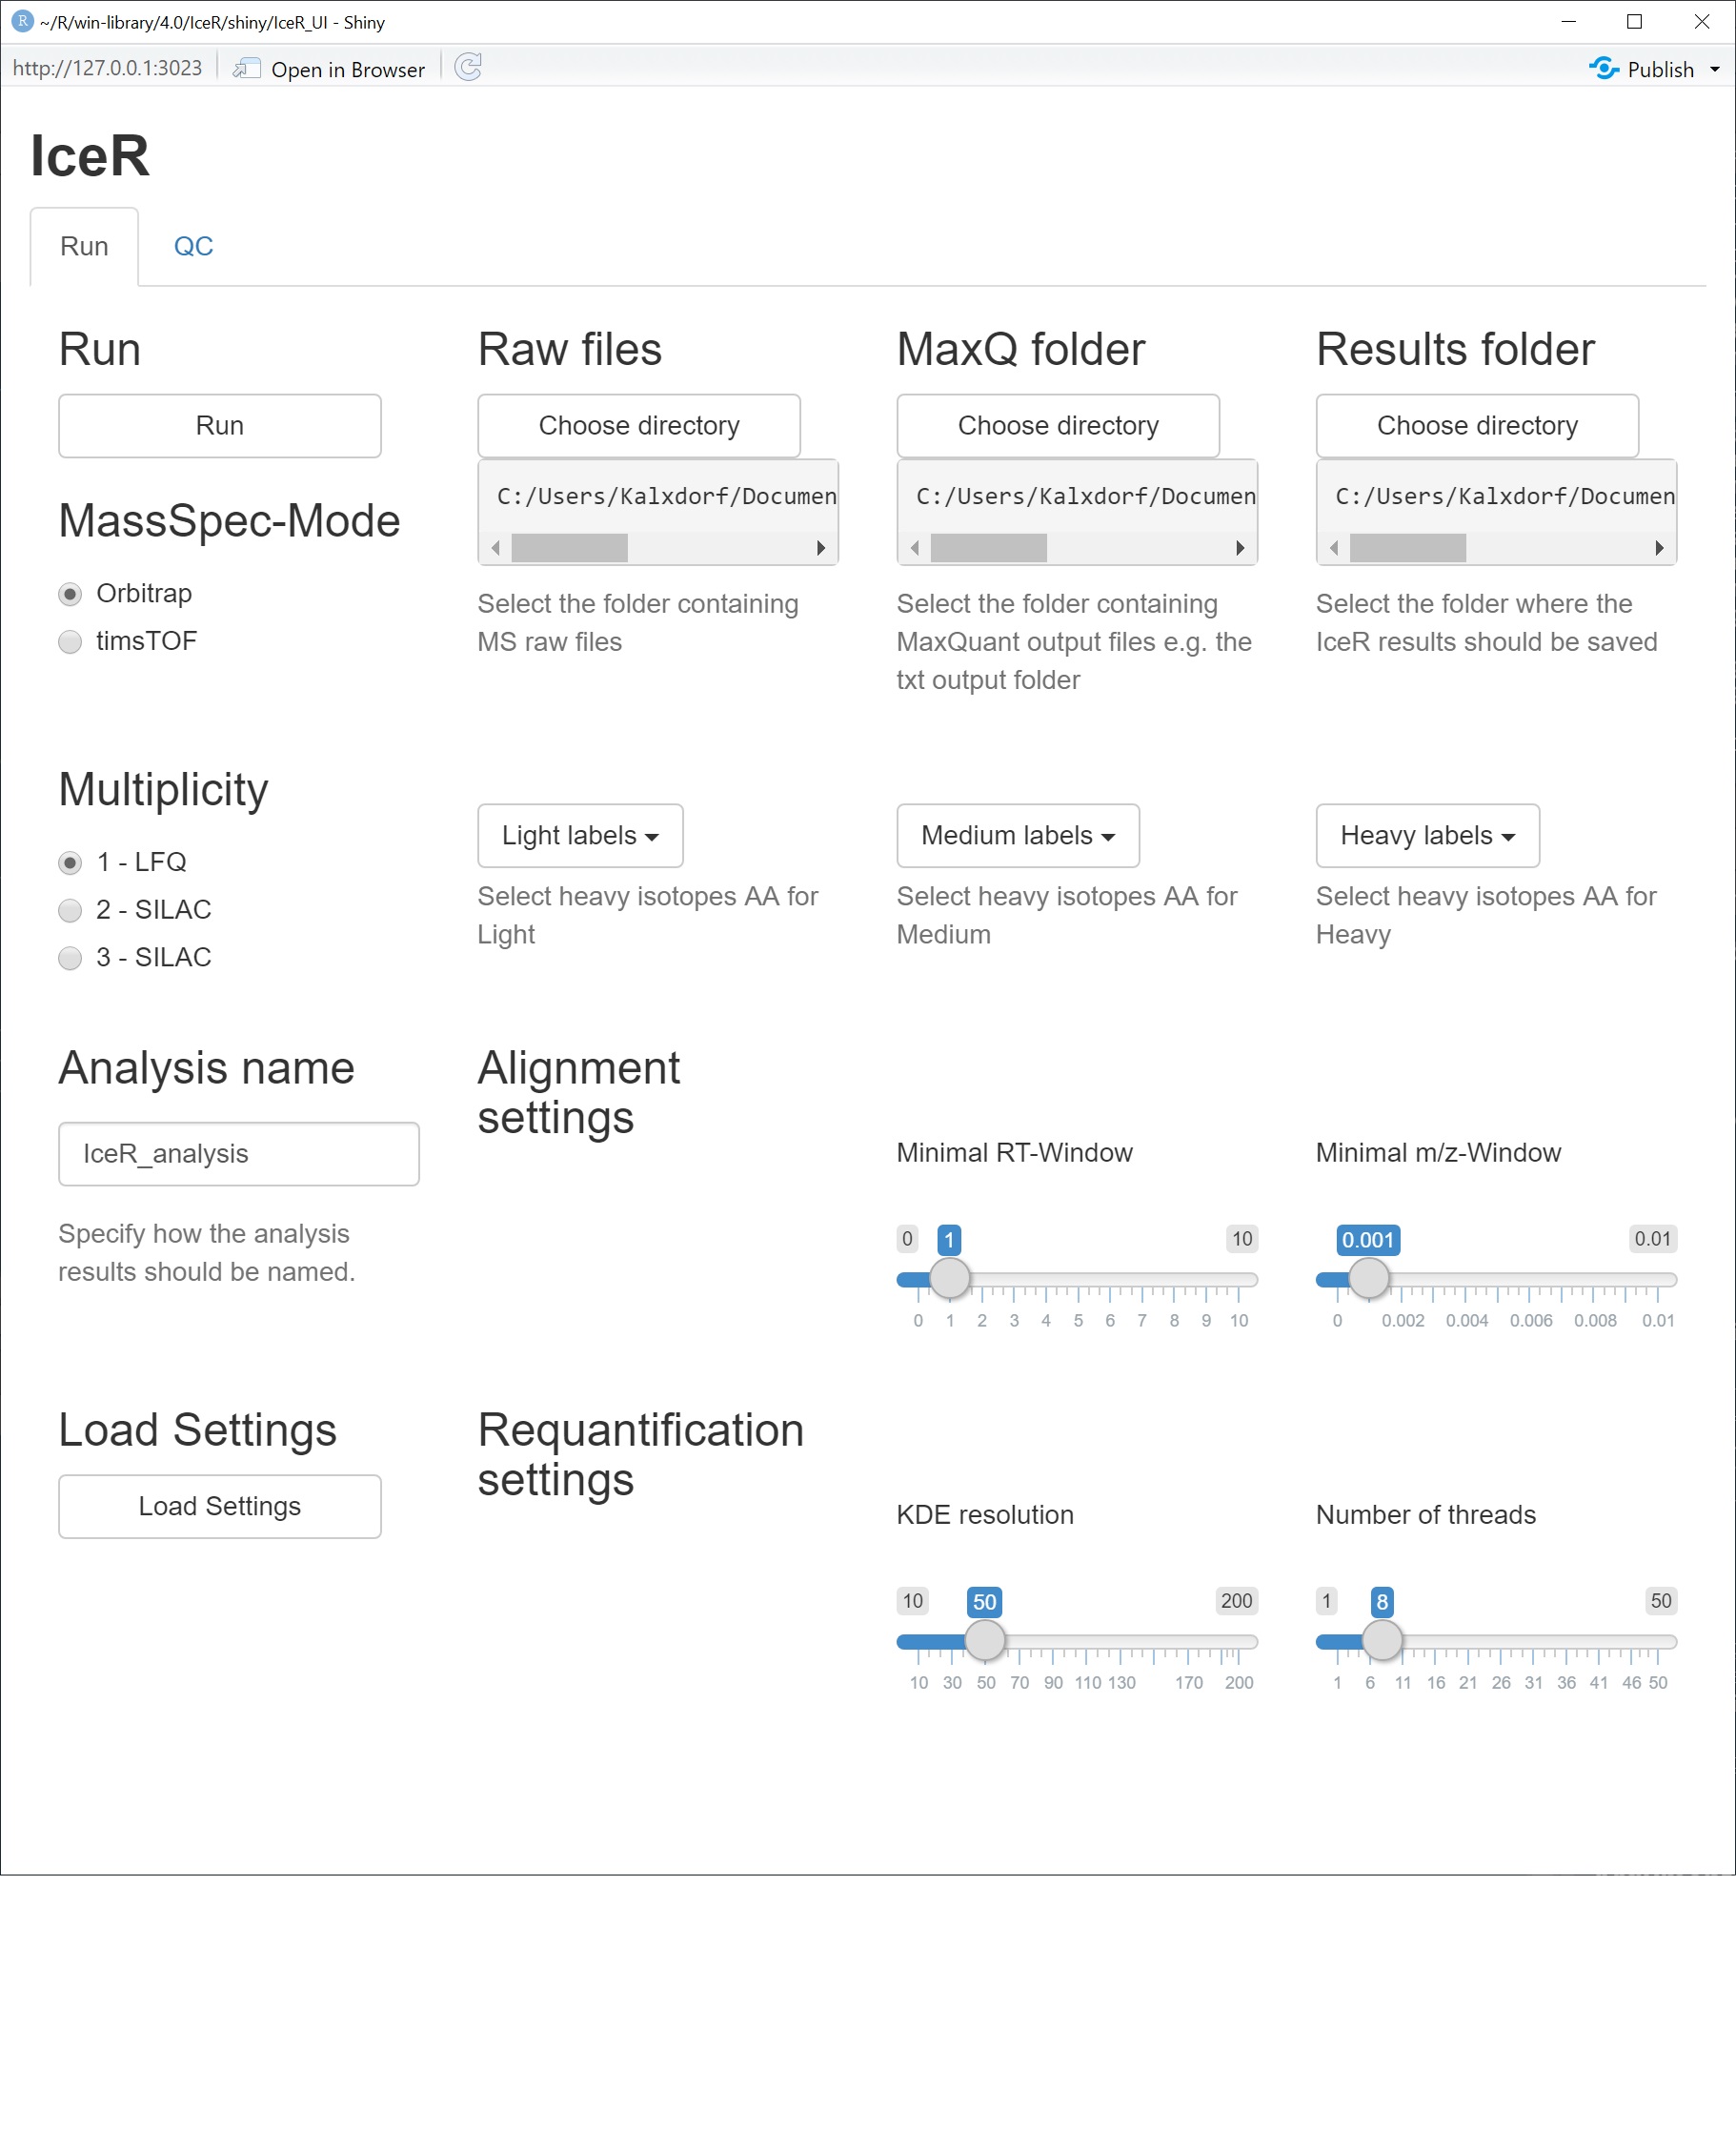 ~/R/win-library/4.0/IceR/shiny/IceR_UI - Shiny
http://127.0.0.1:3023 Open in Browser Publish
IceR
Run QC
Run
Run
MassSpec-Mode
Orbitrap
timsTOF
Raw files
Choose directory
C:/Users/Kalxdorf/Documen
Select the folder containing
MS raw files
MaxQ folder
Choose directory
C:/Users/Kalxdorf/Documen
Select the folder containing
MaxQuant output files e.g. the
txt output folder
Results folder
Choose directory
C:/Users/Kalxdorf/Documen
Select the folder where the
IceR results should be saved
Multiplicity
1 - LFQ
2 - SILAC
3 - SILAC
Light labels
Select heavy isotopes AA for
Light
Medium labels
Select heavy isotopes AA for
Medium
Heavy labels
Select heavy isotopes AA for
Heavy
Analysis name
IceR_analysis
Specify how the analysis
results should be named.
Alignment
settings
Minimal RT-Window
0 1 10
0 1 2 3 4 5 6 7 8 9 10
Minimal m/z-Window
0.001 0.01
0 0.002 0.004 0.006 0.008 0.01
Load Settings
Load Settings
Requantification
settings
KDE resolution
10 50 200
10 30 50 70 90 110 130 170 200
Number of threads
1 8 50
1 6 11 16 21 26 31 36 41 46 50